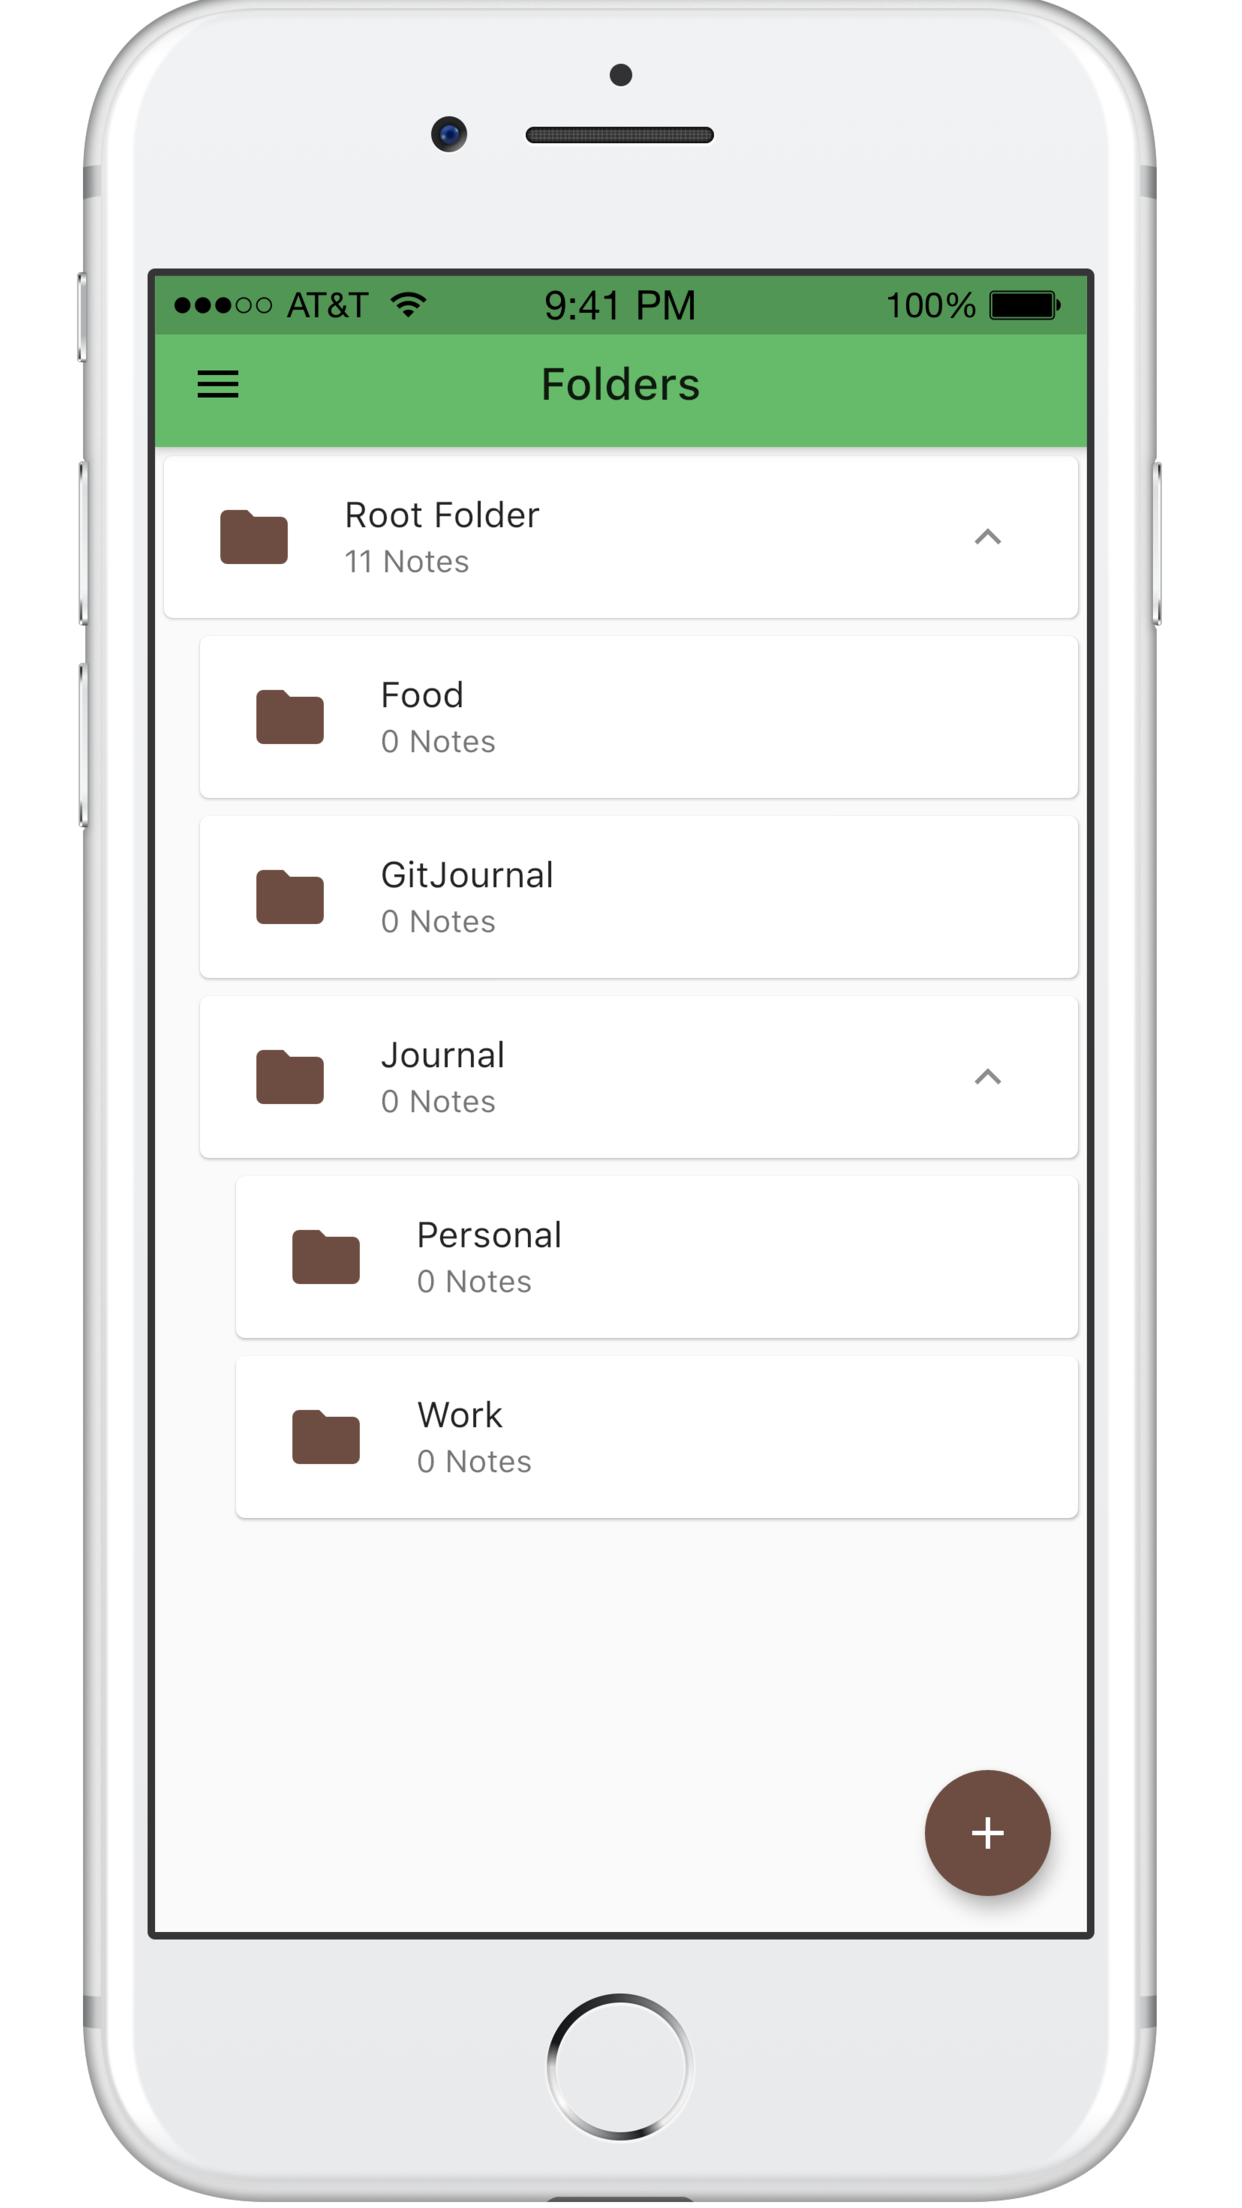 AT&T 9:41 PM 100%
Folders
Root Folder
11 Notes
Food
0 Notes
GitJournal
0 Notes
Journal
0 Notes
Personal
0 Notes
Work
0 Notes